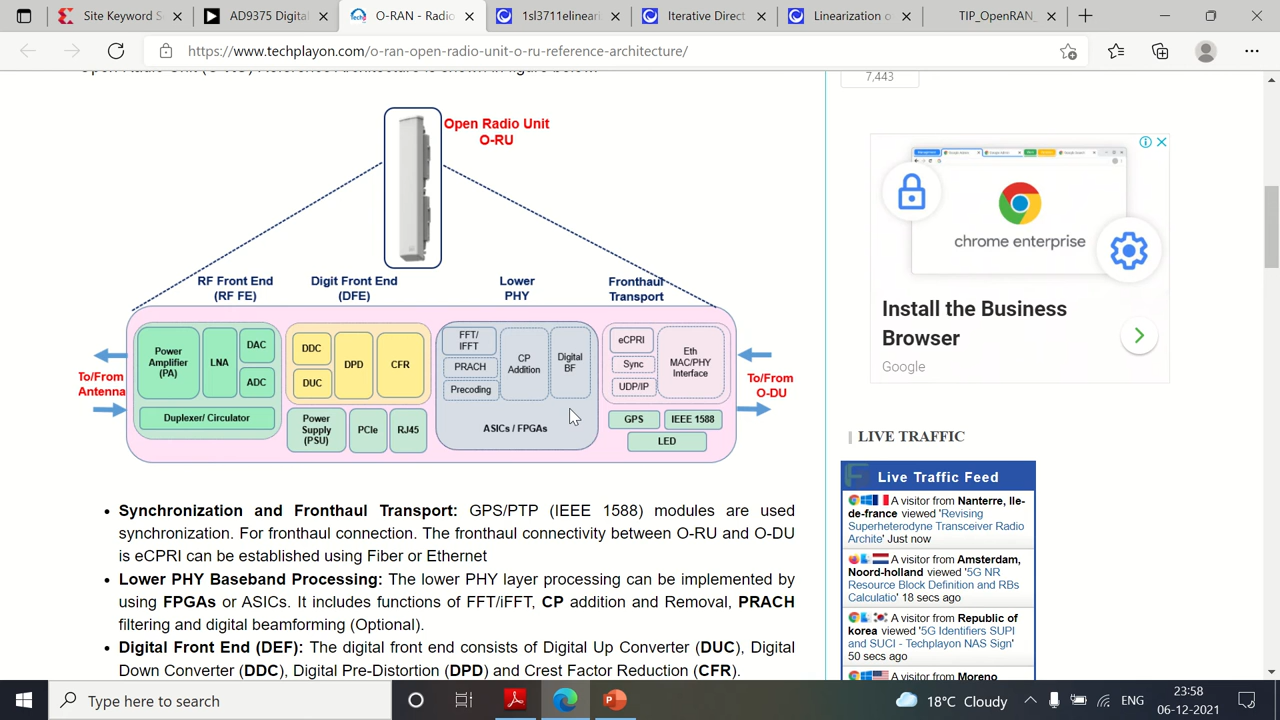 Site Keyword S
AD9375 Digital
O-RAN - Radio
1sl3711elinear
Iterative Direct
Linearization o
TIP_OpenRAN_
https://www.techplayon.com/o-ran-open-radio-unit-o-ru-reference-architecture/
7,443
Open Radio Unit
O-RU
RF Front End
(RF FE)
Digit Front End
(DFE)
Lower
PHY
Fronthaul
Transport
Power
Amplifier
(PA)
LNA
DAC
ADC
Duplexer/ Circulator
DDC
DUC
DPD
CFR
Power
Supply
(PSU)
PCIe
RJ45
FFT/
IFFT
PRACH
Precoding
CP
Addition
Digital
BF
ASICs / FPGAs
eCPRI
Sync
UDP/IP
Eth
MAC/PHY
Interface
GPS
IEEE 1588
LED
To/From
Antenna
To/From
O-DU
• Synchronization and Fronthaul Transport: GPS/PTP (IEEE 1588) modules are used
synchronization. For fronthaul connection. The fronthaul connectivity between O-RU and O-DU
is eCPRI can be established using Fiber or Ethernet
• Lower PHY Baseband Processing: The lower PHY layer processing can be implemented by
using FPGAs or ASICs. It includes functions of FFT/iFFT, CP addition and Removal, PRACH
filtering and digital beamforming (Optional).
• Digital Front End (DEF): The digital front end consists of Digital Up Converter (DUC), Digital
Down Converter (DDC), Digital Pre-Distortion (DPD) and Crest Factor Reduction (CFR).
chrome enterprise
Install the Business
Browser
Google
LIVE TRAFFIC
Live Traffic Feed
A visitor from Nanterre, Ile-
de-france viewed 'Revising
Superheterodyne Transceiver Radio
Archite' Just now
A visitor from Amsterdam,
Noord-holland viewed '5G NR
Resource Block Definition and RBs
Calculatio' 18 secs ago
A visitor from Republic of
korea viewed '5G Identifiers SUPI
and SUCI - Techplayon NAS Sign'
50 secs ago
A visitor from Moreno
Type here to search
18°C Cloudy
ENG
23:58
06-12-2021